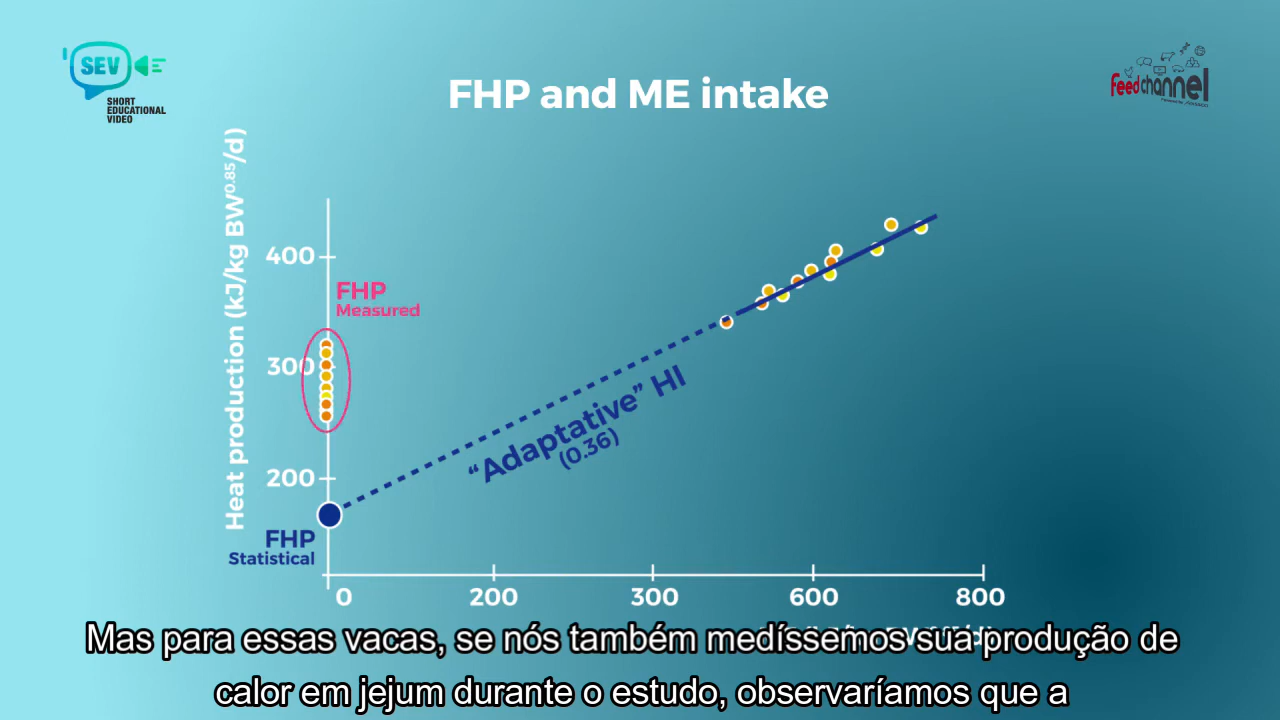 SEV
SHORT
EDUCATIONAL
VIDEO
feedchannel
FHP and ME intake
Heat production (kJ/kg BW0.85/d)
400
300
200
FHP
Measured
“Adaptative” HI
(0.36)
FHP
Statistical
0
200
300
600
800
Mas para essas vacas, se nós também medíssemos sua produção de
calor em jejum durante o estudo, observaríamos que a